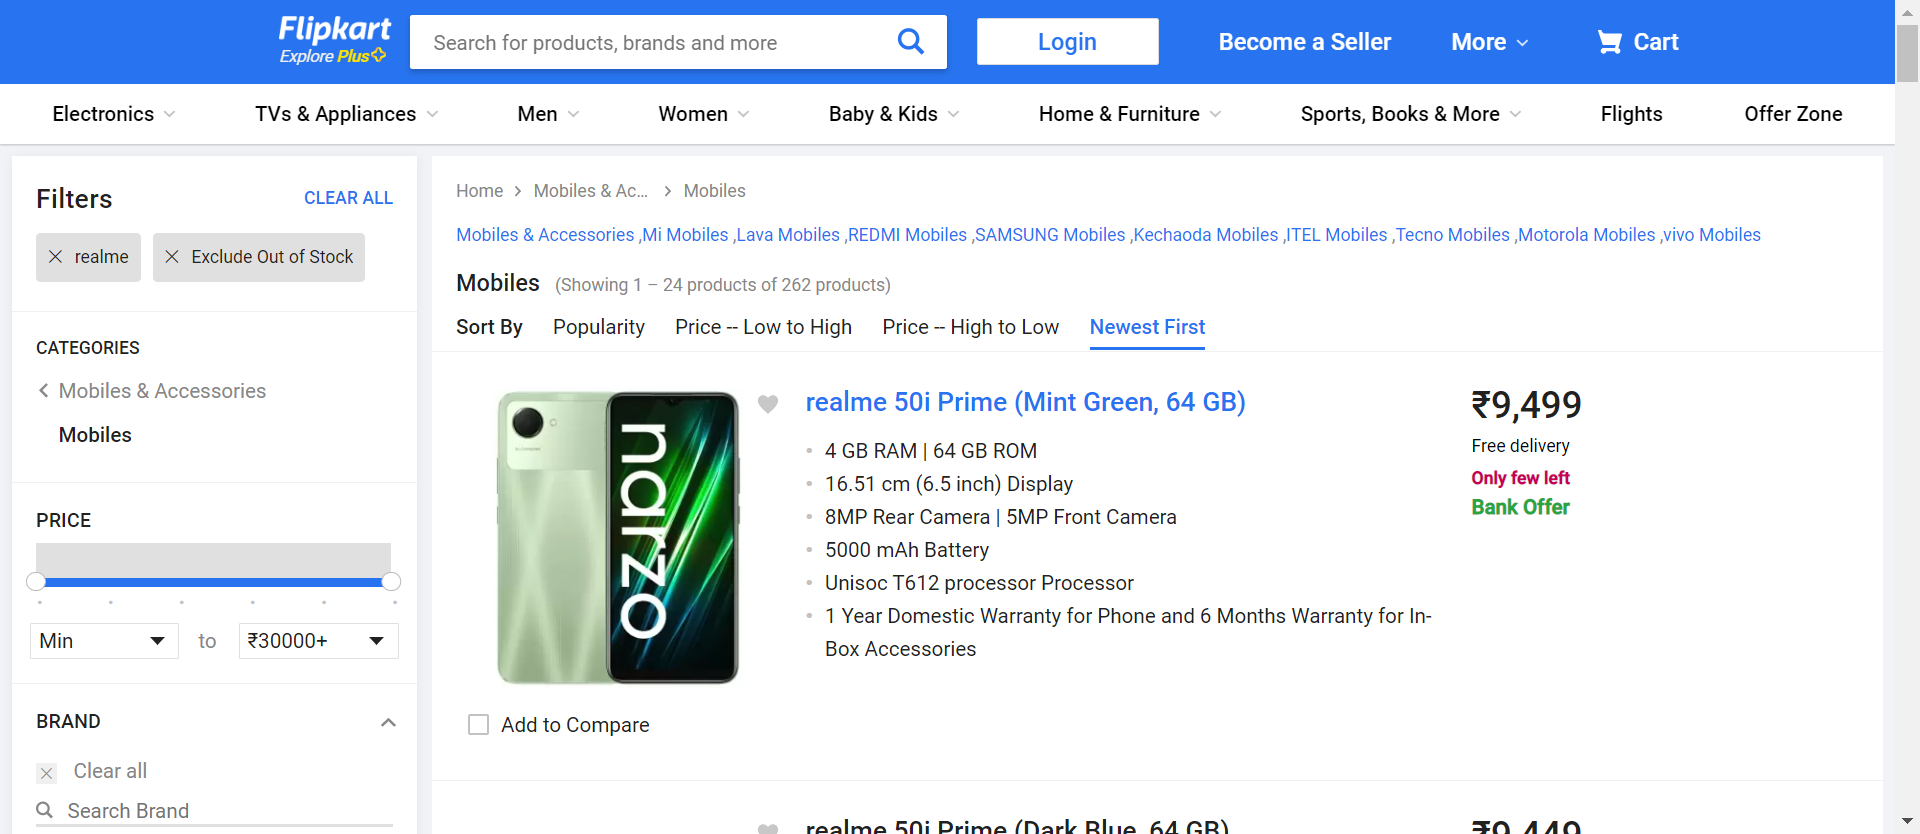 Flipkart
Explore Plus
Search for products, brands and more
Login
Become a Seller
More
Cart
Electronics
TVs & Appliances
Men
Women
Baby & Kids
Home & Furniture
Sports, Books & More
Flights
Offer Zone
Filters
CLEAR ALL
realme
Exclude Out of Stock
CATEGORIES
Mobiles & Accessories
Mobiles
PRICE
Min
to
₹30000+
BRAND
Clear all
Search Brand
Home > Mobiles & Ac... > Mobiles
Mobiles & Accessories ,Mi Mobiles ,Lava Mobiles ,REDMI Mobiles ,SAMSUNG Mobiles ,Kechaoda Mobiles ,ITEL Mobiles ,Tecno Mobiles ,Motorola Mobiles ,vivo Mobiles
Mobiles (Showing 1 – 24 products of 262 products)
Sort By
Popularity
Price -- Low to High
Price -- High to Low
Newest First
narzo
Add to Compare
realme 50i Prime (Mint Green, 64 GB)
4 GB RAM | 64 GB ROM
16.51 cm (6.5 inch) Display
8MP Rear Camera | 5MP Front Camera
5000 mAh Battery
Unisoc T612 processor Processor
1 Year Domestic Warranty for Phone and 6 Months Warranty for In-
Box Accessories
₹9,499
Free delivery
Only few left
Bank Offer
realme 50i Prime (Dark Blue, 64 GB)
₹9,449